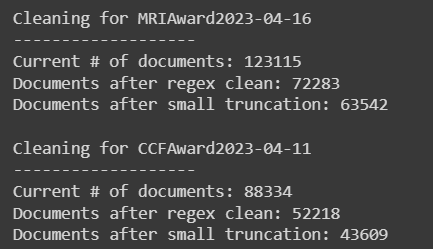 Cleaning for MRIAward2023-04-16
-------------------
Current # of documents: 123115
Documents after regex clean: 72283
Documents after small truncation: 63542

Cleaning for CCFAward2023-04-11
-------------------
Current # of documents: 88334
Documents after regex clean: 52218
Documents after small truncation: 43609